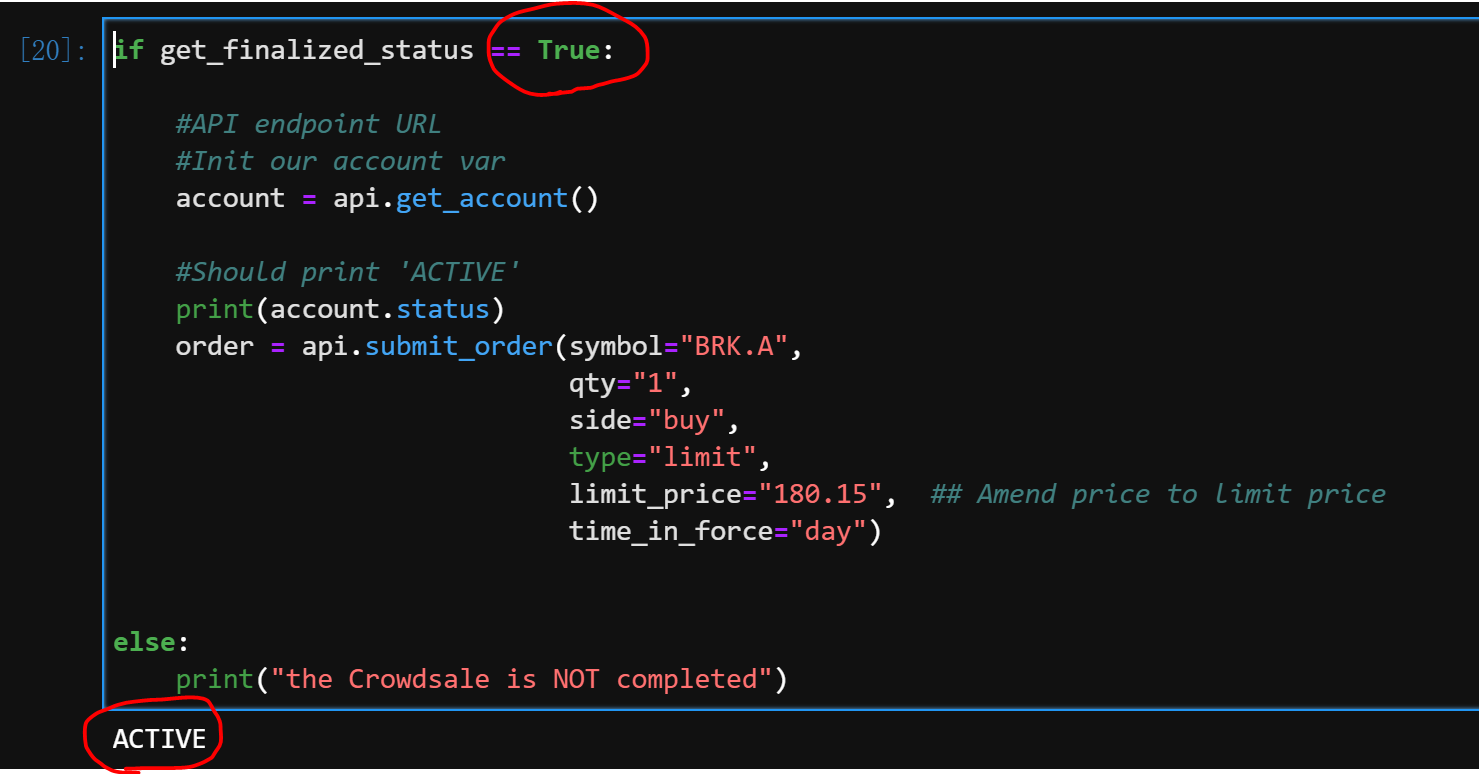 [20]: if get_finalized_status == True:
#API endpoint URL
#Init our account var
account = api.get_account()
#Should print 'ACTIVE'
print(account.status)
order = api.submit_order(symbol="BRK.A",
qty="1",
side="buy",
type="limit",
limit_price="180.15",  ## Amend price to limit price
time_in_force="day")
else:
print("the Crowdsale is NOT completed")
ACTIVE